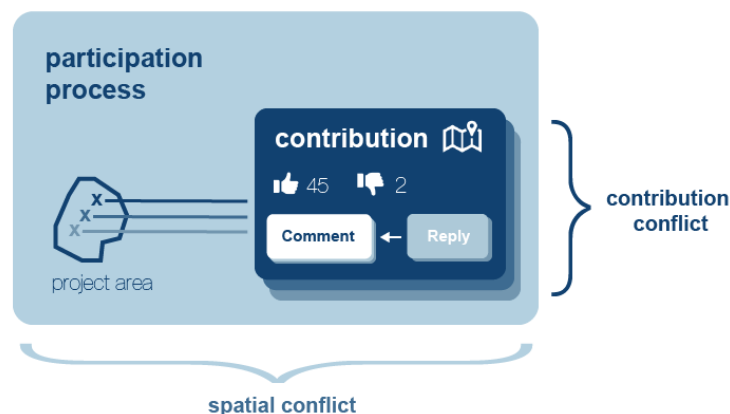 participation
process
contribution
45
2
Comment
Reply
x
x
x
project area
contribution
conflict
spatial conflict